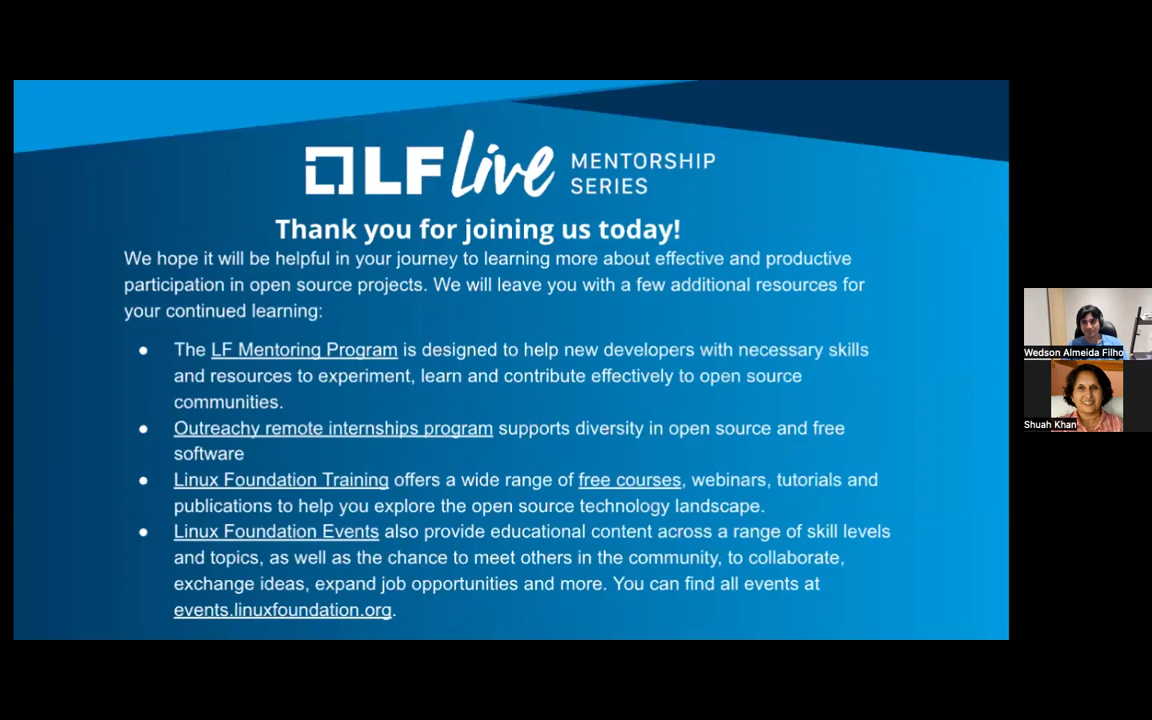 LF live MENTORSHIP
SERIES
Thank you for joining us today!
We hope it will be helpful in your journey to learning more about effective and productive
participation in open source projects. We will leave you with a few additional resources for
your continued learning:
● The LF Mentoring Program is designed to help new developers with necessary skills
and resources to experiment, learn and contribute effectively to open source
communities.
● Outreachy remote internships program supports diversity in open source and free
software
● Linux Foundation Training offers a wide range of free courses, webinars, tutorials and
publications to help you explore the open source technology landscape.
● Linux Foundation Events also provide educational content across a range of skill levels
and topics, as well as the chance to meet others in the community, to collaborate,
exchange ideas, expand job opportunities and more. You can find all events at
events.linuxfoundation.org.
Wedson Almeida Filho
Shuah Khan